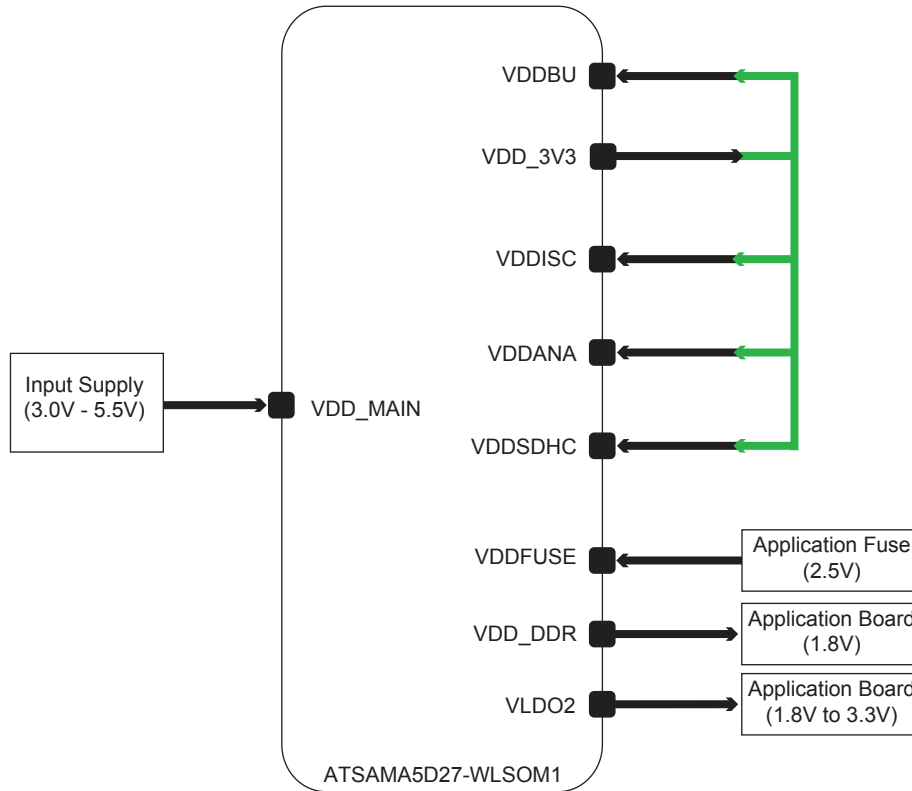 VDDBU
VDD_3V3
VDDISC
VDDANA
Input Supply
(3.0V - 5.5V)
VDD_MAIN
VDDSDHC
VDDFUSE
Application Fuse
(2.5V)
VDD_DDR
Application Board
(1.8V)
VLDO2
Application Board
(1.8V to 3.3V)
ATSAMA5D27-WLSOM1